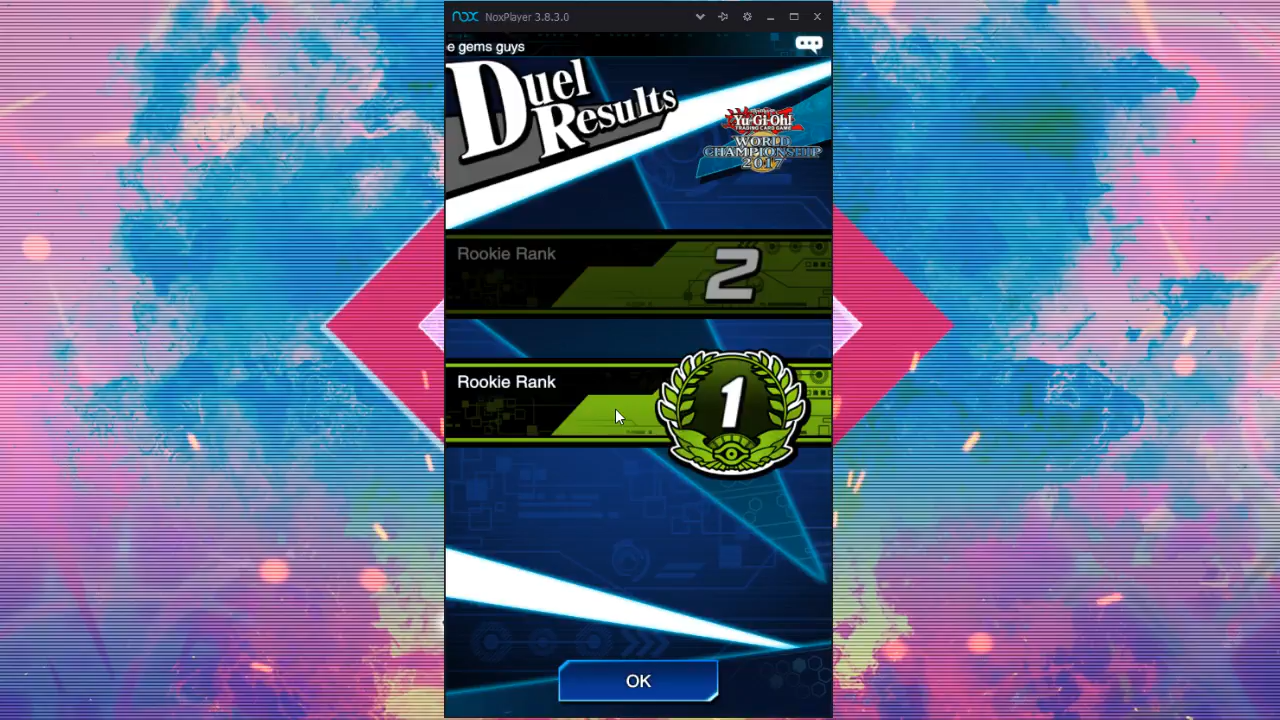 nox NoxPlayer 3.8.3.0
e gems guys
Duel
Results
Yu-Gi-Oh!
TRADING CARD GAME
WORLD
CHAMPIONSHIP
2017
Rookie Rank
2
Rookie Rank
1
OK